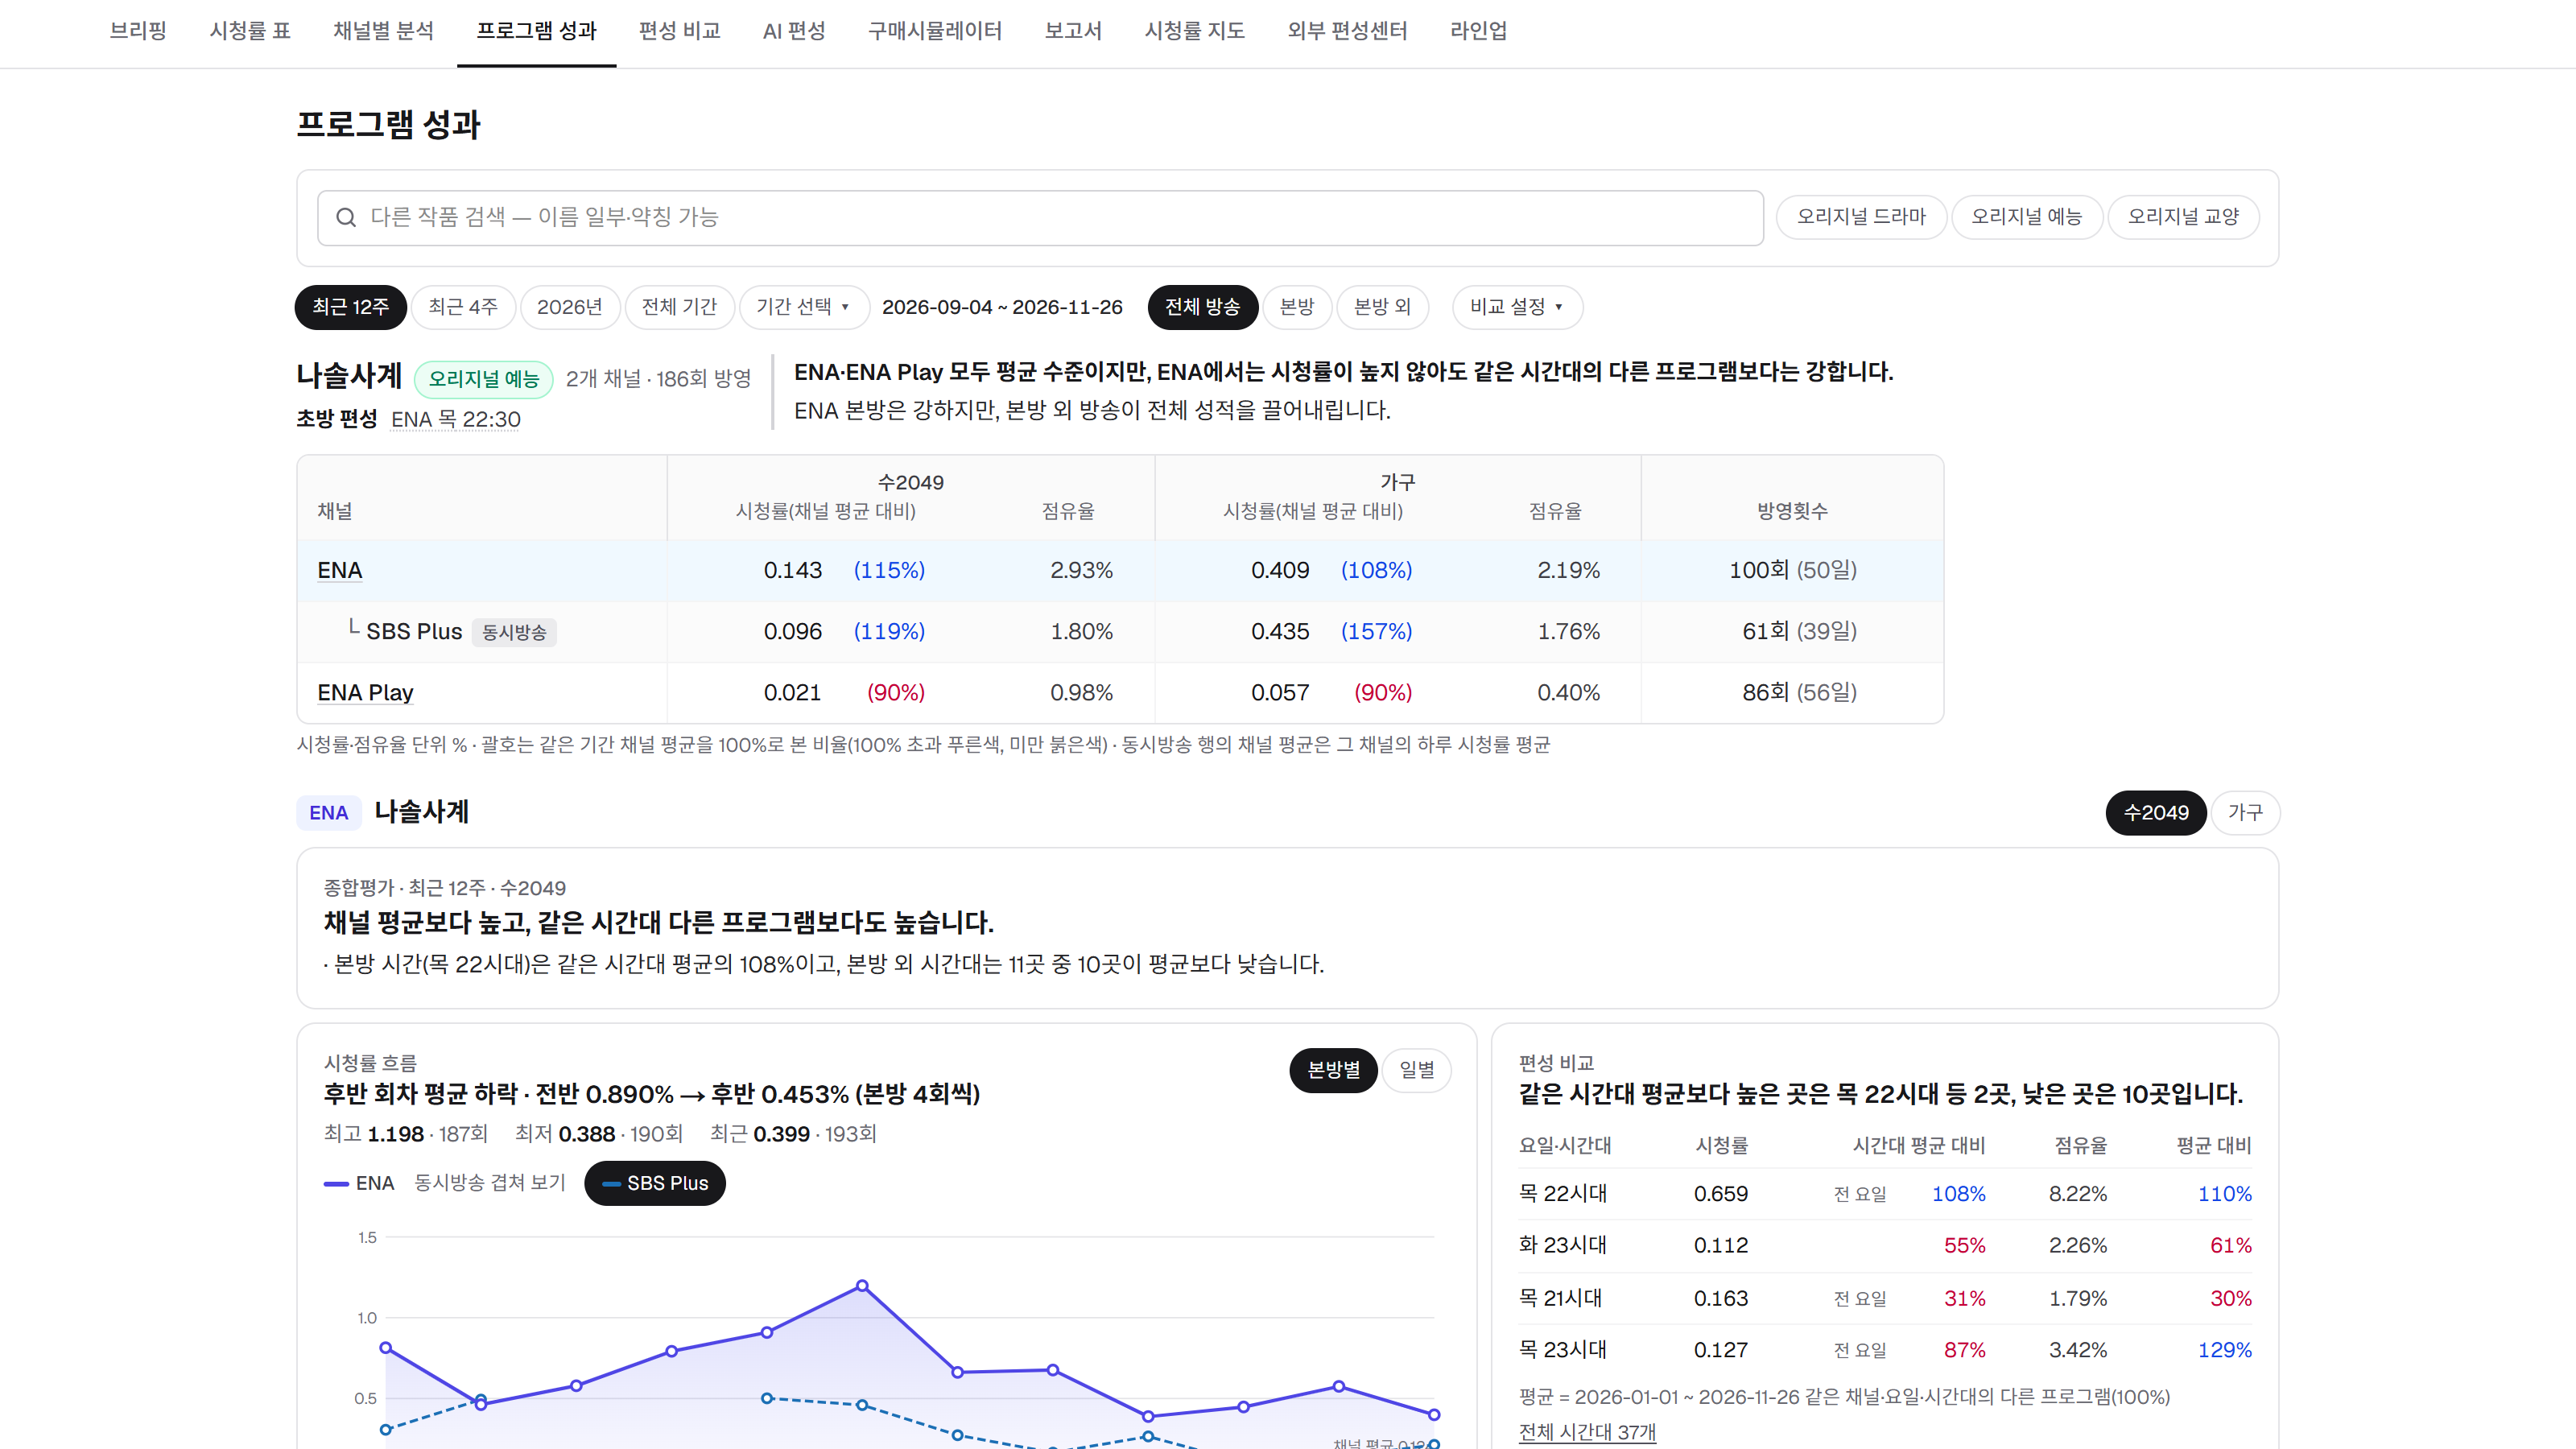 브리핑 시청률 표 채널별 분석 프로그램 성과 편성 비교 AI 편성 구매시뮬레이터 보고서 시청률 지도 외부 편성센터 라인업
프로그램 성과
다른 작품 검색 — 이름 일부·약칭 가능 오리지널 드라마 오리지널 예능 오리지널 교양
최근 12주 최근 4주 2026년 전체 기간 기간 선택 ▼ 2026-09-04 ~ 2026-11-26 전체 방송 본방 본방 외 비교 설정 ▼
나솔사계 오리지널 예능 2개 채널 · 186회 방영
초방 편성 ENA 목 22:30
ENA·ENA Play 모두 평균 수준이지만, ENA에서는 시청률이 높지 않아도 같은 시간대의 다른 프로그램보다는 강합니다.
ENA 본방은 강하지만, 본방 외 방송이 전체 성적을 끌어내립니다.
수2049 가구
채널 시청률(채널 평균 대비) 점유율 시청률(채널 평균 대비) 점유율 방영횟수
ENA 0.143 (115%) 2.93% 0.409 (108%) 2.19% 100회 (50일)
└ SBS Plus 동시방송 0.096 (119%) 1.80% 0.435 (157%) 1.76% 61회 (39일)
ENA Play 0.021 (90%) 0.98% 0.057 (90%) 0.40% 86회 (56일)
시청률·점유율 단위 % · 괄호는 같은 기간 채널 평균을 100%로 본 비율(100% 초과 푸른색, 미만 붉은색) · 동시방송 행의 채널 평균은 그 채널의 하루 시청률 평균
ENA 나솔사계 수2049 가구
종합평가 · 최근 12주 · 수2049
채널 평균보다 높고, 같은 시간대 다른 프로그램보다도 높습니다.
· 본방 시간(목 22시대)은 같은 시간대 평균의 108%이고, 본방 외 시간대는 11곳 중 10곳이 평균보다 낮습니다.
시청률 흐름 본방별 일별
후반 회차 평균 하락 · 전반 0.890% → 후반 0.453% (본방 4회씩)
최고 1.198 · 187회 최저 0.388 · 190회 최근 0.399 · 193회
ENA 동시방송 겹쳐 보기 SBS Plus
1.5
1.0
0.5
채널 평균
편성 비교
같은 시간대 평균보다 높은 곳은 목 22시대 등 2곳, 낮은 곳은 10곳입니다.
요일·시간대 시청률 시간대 평균 대비 점유율 평균 대비
목 22시대 0.659 전 요일 108% 8.22% 110%
화 23시대 0.112 55% 2.26% 61%
목 21시대 0.163 전 요일 31% 1.79% 30%
목 23시대 0.127 전 요일 87% 3.42% 129%
평균 = 2026-01-01 ~ 2026-11-26 같은 채널·요일·시간대의 다른 프로그램(100%)
전체 시간대 37개